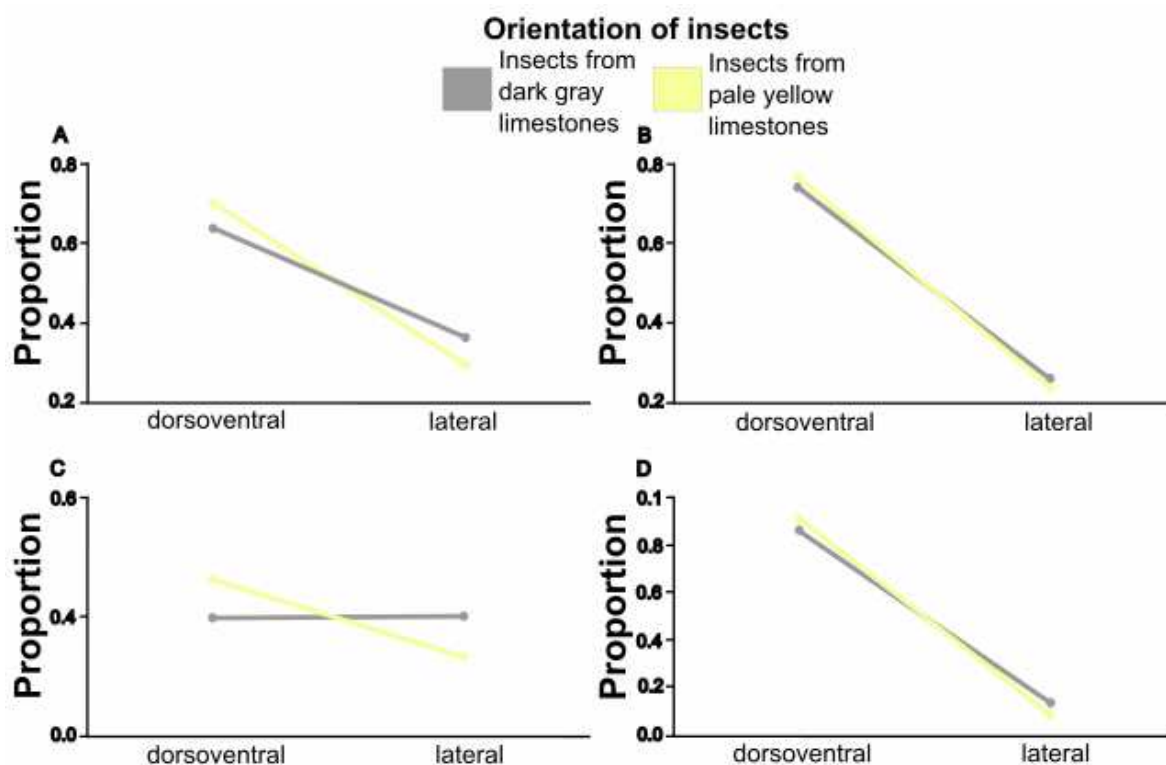 Orientation of insects
Insects from
dark gray
limestones
Insects from
pale yellow
limestones
A
0.8
0.6
0.4
0.2
Proportion
dorsoventral
lateral
B
0.8
0.6
0.4
0.2
Proportion
dorsoventral
lateral
C
0.6
0.4
0.0
Proportion
dorsoventral
lateral
D
0.1
0.8
0.6
0.4
0.2
0.0
Proportion
dorsoventral
lateral